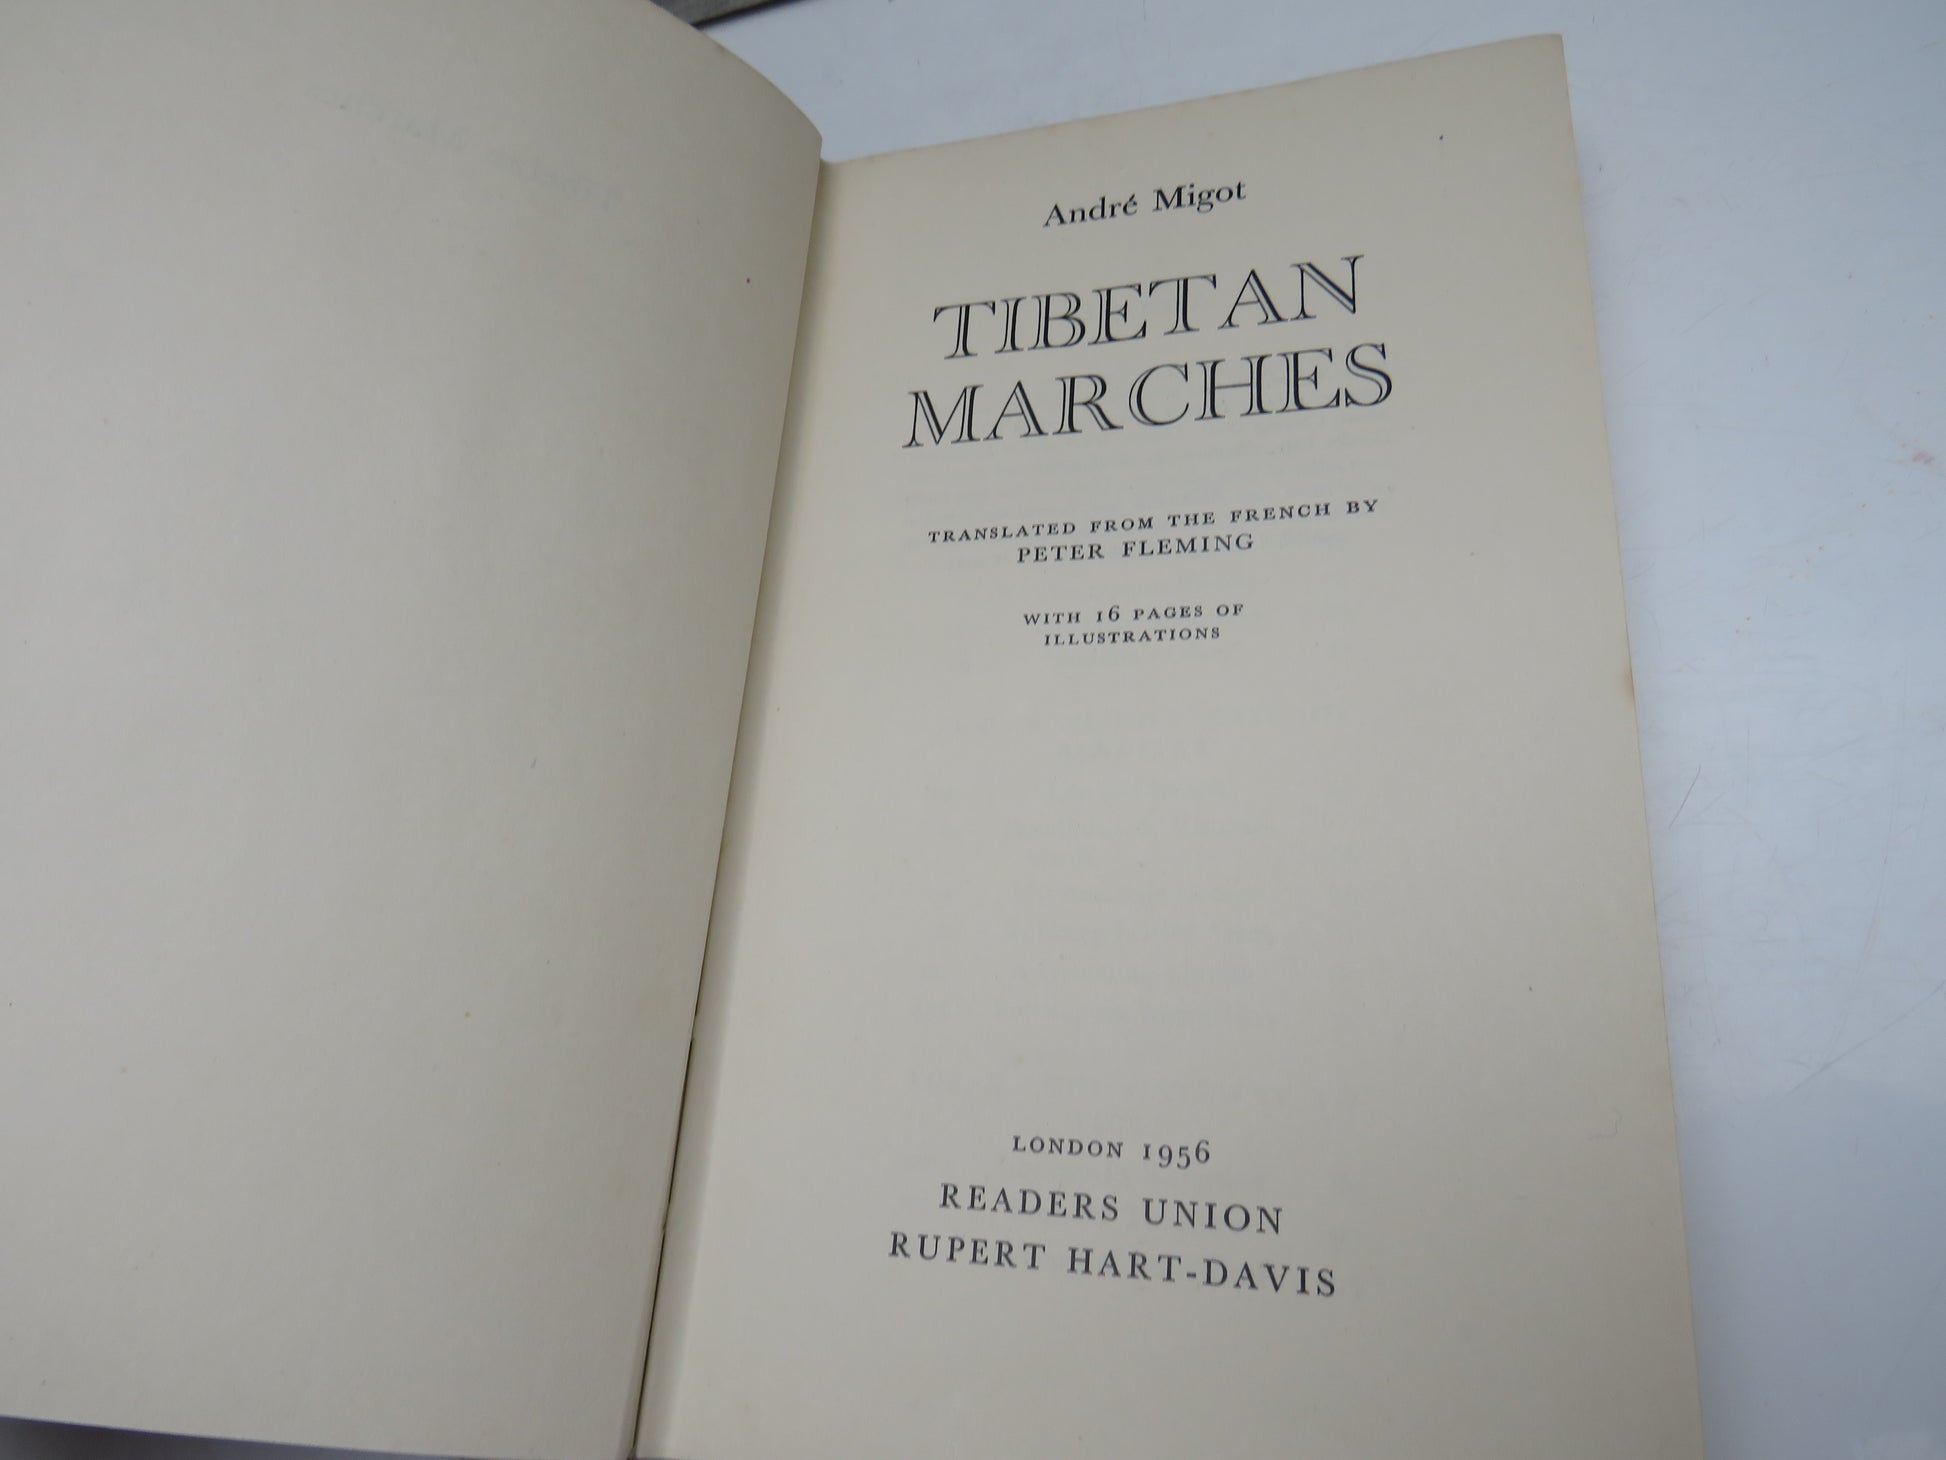 André Migot
TIBETAN
MARCHES
TRANSLATED FROM THE FRENCH BY
PETER FLEMING
WITH 16 PAGES OF
ILLUSTRATIONS
LONDON 1956
READERS UNION
RUPERT HART-DAVIS